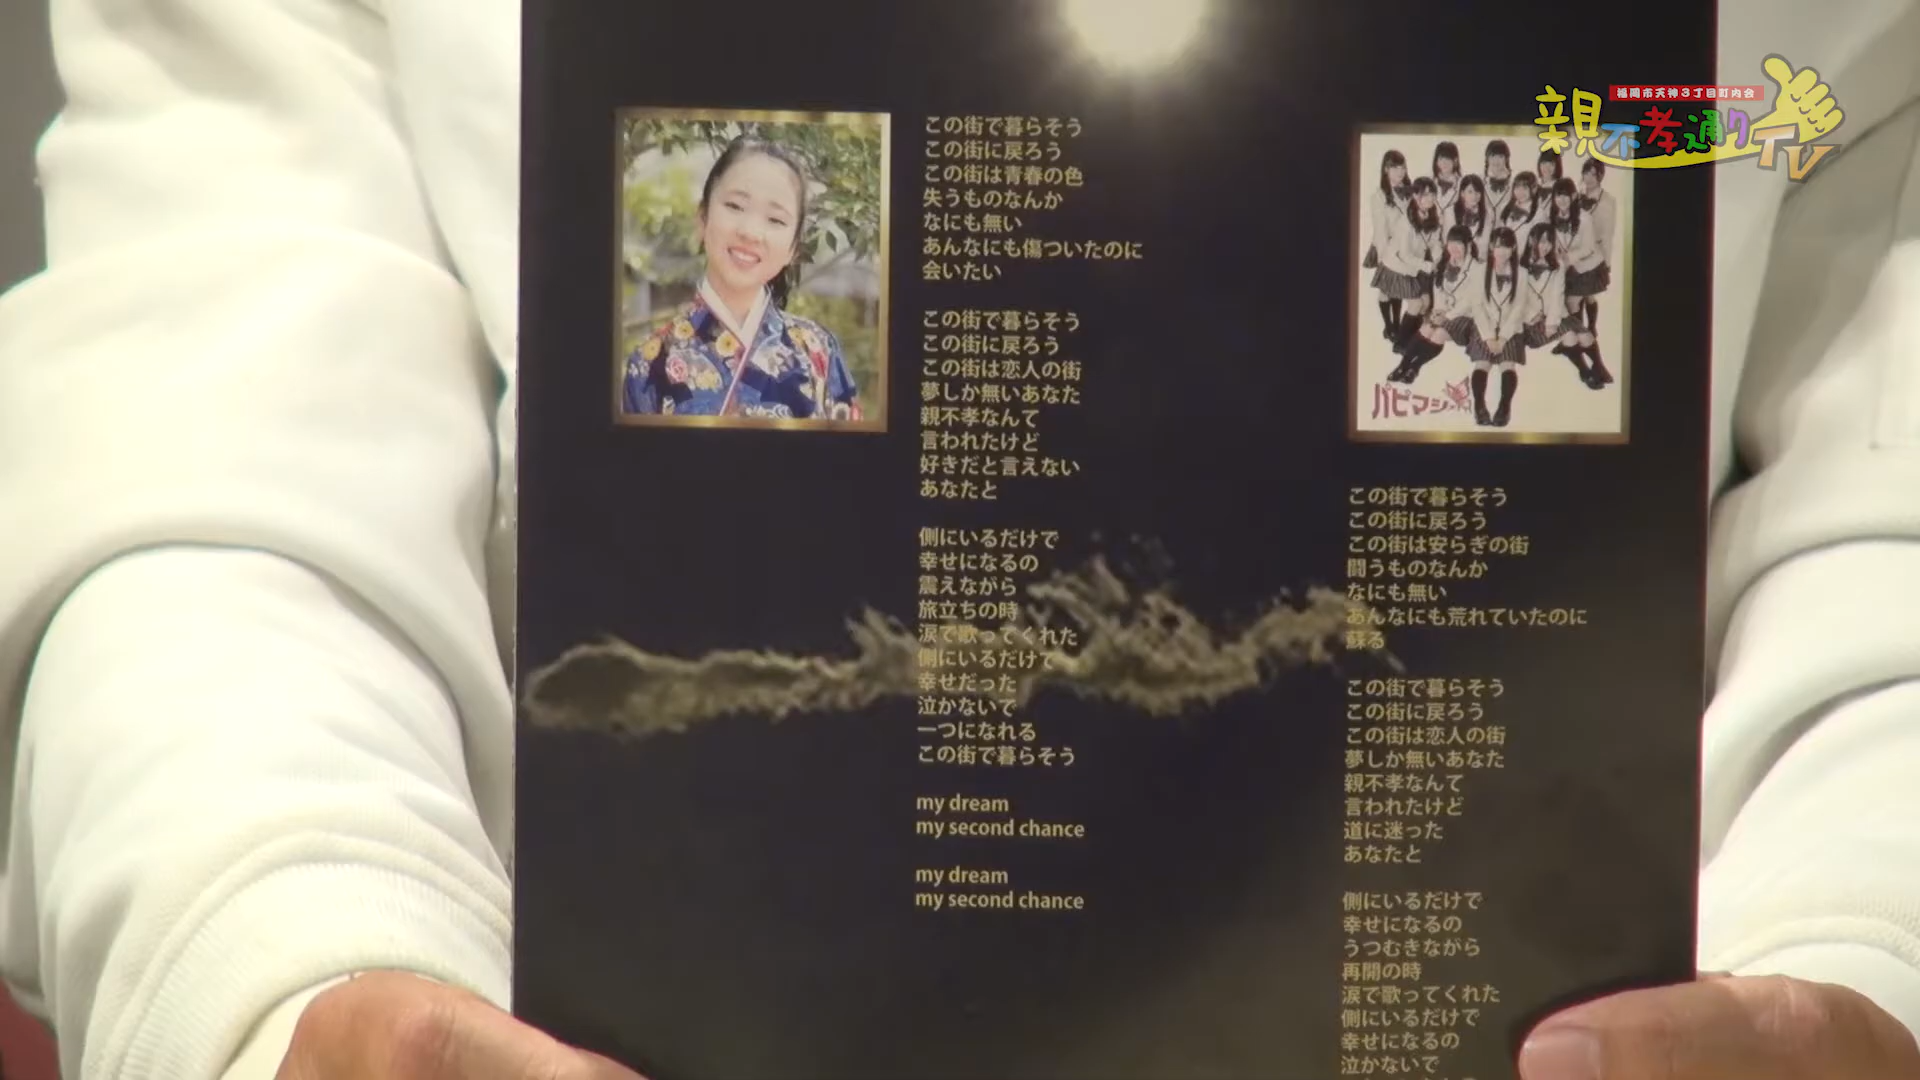 福岡市天神3丁目町内会
親不孝通りTV
この街で暮らそう
この街に戻ろう
この街は青春の色
失うものなんか
なにも無い
あんなにも傷ついたのに
会いたい
この街で暮らそう
この街に戻ろう
この街は恋人の街
夢しか無いあなた
親不孝なんて
言われたけど
好きだと言えない
あなたと
側にいるだけで
幸せになるの
震えながら
旅立ちの時
涙で歌ってくれた
側にいるだけで
幸せだった
泣かないで
一つになれる
この街で暮らそう
my dream
my second chance
my dream
my second chance
パピマシェ
この街で暮らそう
この街に戻ろう
この街は安らぎの街
闘うものなんか
なにも無い
あんなにも荒れていたのに
蘇る
この街で暮らそう
この街に戻ろう
この街は恋人の街
夢しか無いあなた
親不孝なんて
言われたけど
道に迷った
あなたと
側にいるだけで
幸せになるの
うつむきながら
再開の時
涙で歌ってくれた
側にいるだけで
幸せになるの
泣かないで